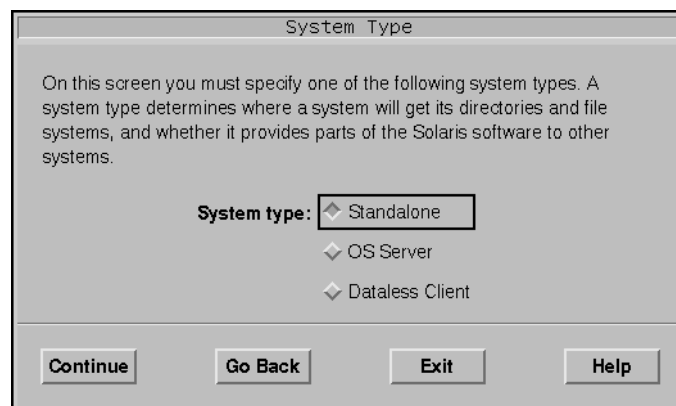 System Type
On this screen you must specify one of the following system types. A
system type determines where a system will get its directories and file
systems, and whether it provides parts of the Solaris software to other
systems.
System type: Standalone
OS Server
Dataless Client
Continue Go Back Exit Help